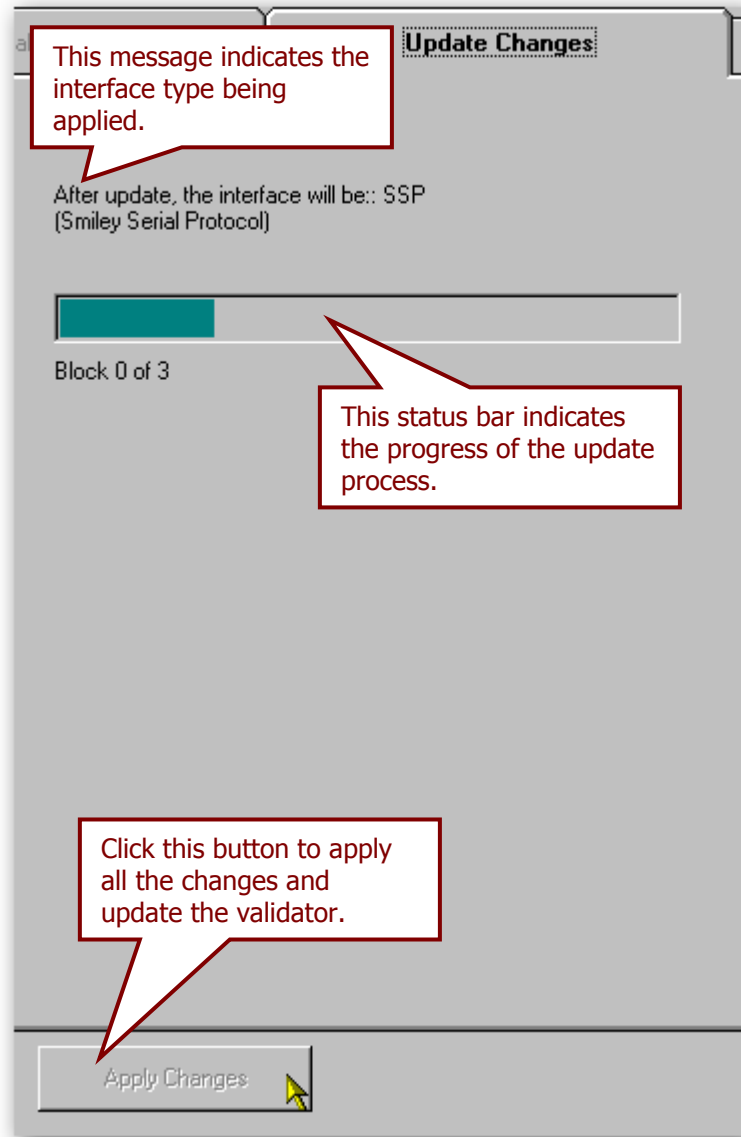 Update Changes
This message indicates the
interface type being
applied.
After update, the interface will be:: SSP
(Smiley Serial Protocol)
Block 0 of 3
This status bar indicates
the progress of the update
process.
Click this button to apply
all the changes and
update the validator.
Apply Changes